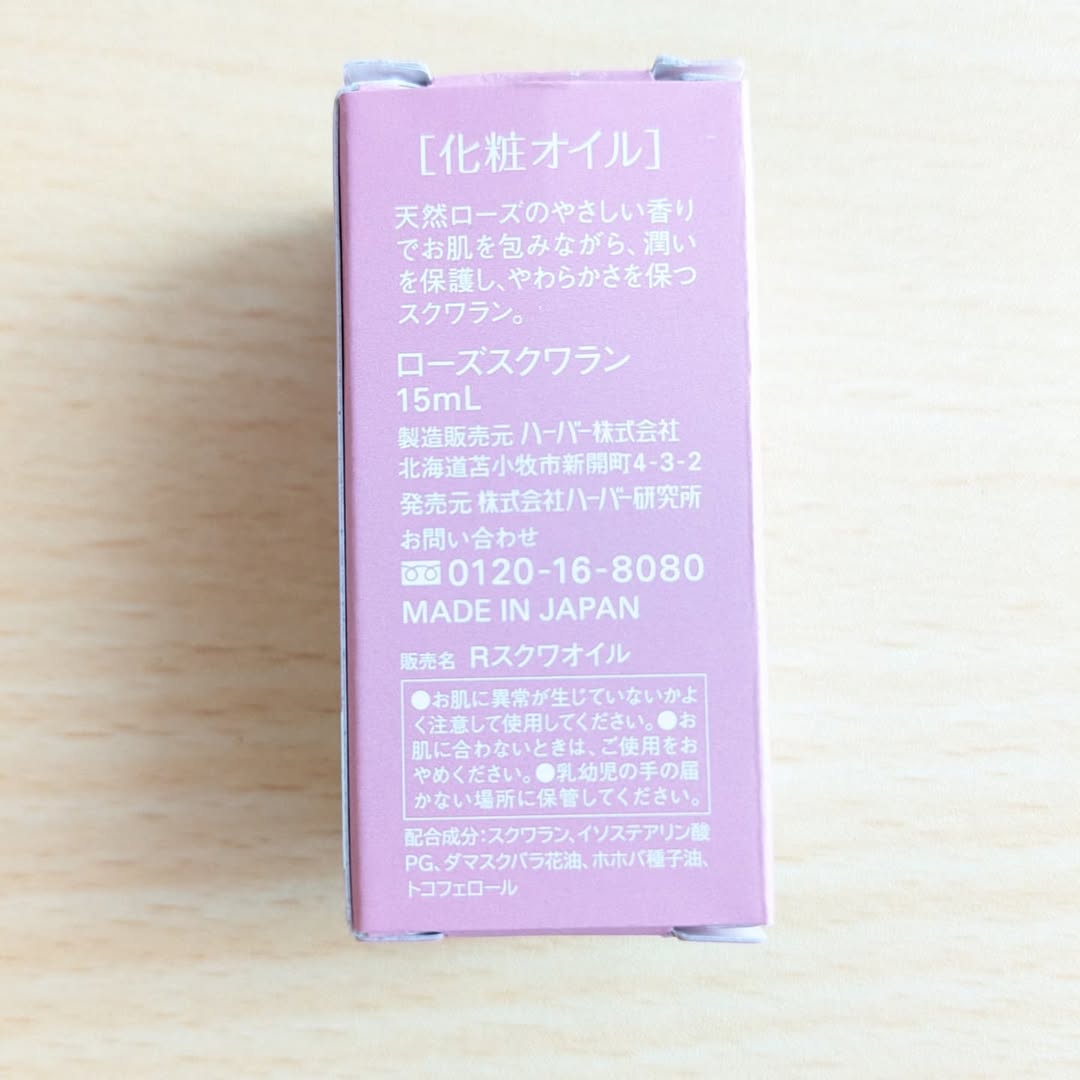 [化粧オイル]
天然ローズのやさしい香り
でお肌を包みながら、潤い
を保護し、やわらかさを保つ
スクワラン。
ローズスクワラン
15mL
製造販売元 ハーバー株式会社
北海道苫小牧市新開町4-3-2
発売元 株式会社ハーバー研究所
お問い合わせ
0120-16-8080
MADE IN JAPAN
販売名 Rスクワオイル
●お肌に異常が生じていないかよ
く注意して使用してください。●お
肌に合わないときは、ご使用をお
やめください。●乳幼児の手の届
かない場所に保管してください。
配合成分:スクワラン、イソステアリン酸
PG、ダマスクバラ花油、ホホバ種子油、
トコフェロール